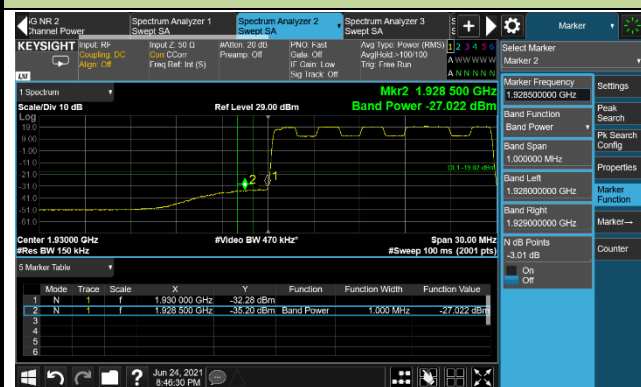 5G NR 2
Channel Power
Spectrum Analyzer 1
Swept SA
Spectrum Analyzer 2
Swept SA
Spectrum Analyzer 3
Swept SA
S
S
Marker
KEYSIGHT
Input: RF
Coupling: DC
Align: Off
Input Z: 50 Ω
Corr CCorr
Freq Ref: Int (S)
#Atten: 20 dB
Preamp: Off
PNO: Fast
Gate: Off
IF Gain: Low
Sig Track: Off
Avg Type: Power (RMS)
Avg|Hold:>100/100
Trig: Free Run
1 2 3 4 5 6
A W W W W W
A N N N N N
LXI
1 Spectrum
Scale/Div 10 dB
Ref Level 29.00 dBm
Mkr2 1.928 500 GHz
Band Power -27.022 dBm
Log
19.0
9.00
-1.00
-11.0
-21.0
-31.0
-41.0
-51.0
-61.0
DL1 -19.02 dBm
2
1
Center 1.93000 GHz
#Res BW 150 kHz
#Video BW 470 kHz*
Span 30.00 MHz
#Sweep 100 ms (2001 pts)
5 Marker Table
Mode Trace Scale X Y Function Function Width Function Value
1 N 1 f 1.930 000 GHz -32.28 dBm
2 N 1 f 1.928 500 GHz -35.20 dBm Band Power 1.000 MHz -27.022 dBm
3
4
5
6
Jun 24, 2021
8:46:30 PM
Select Marker
Marker 2
Marker Frequency
1.928500000 GHz
Band Function
Band Power
Band Span
1.000000 MHz
Band Left
1.928000000 GHz
Band Right
1.929000000 GHz
N dB Points
-3.01 dB
On
Off
Settings
Peak
Search
Pk Search
Config
Properties
Marker
Function
Marker→
Counter